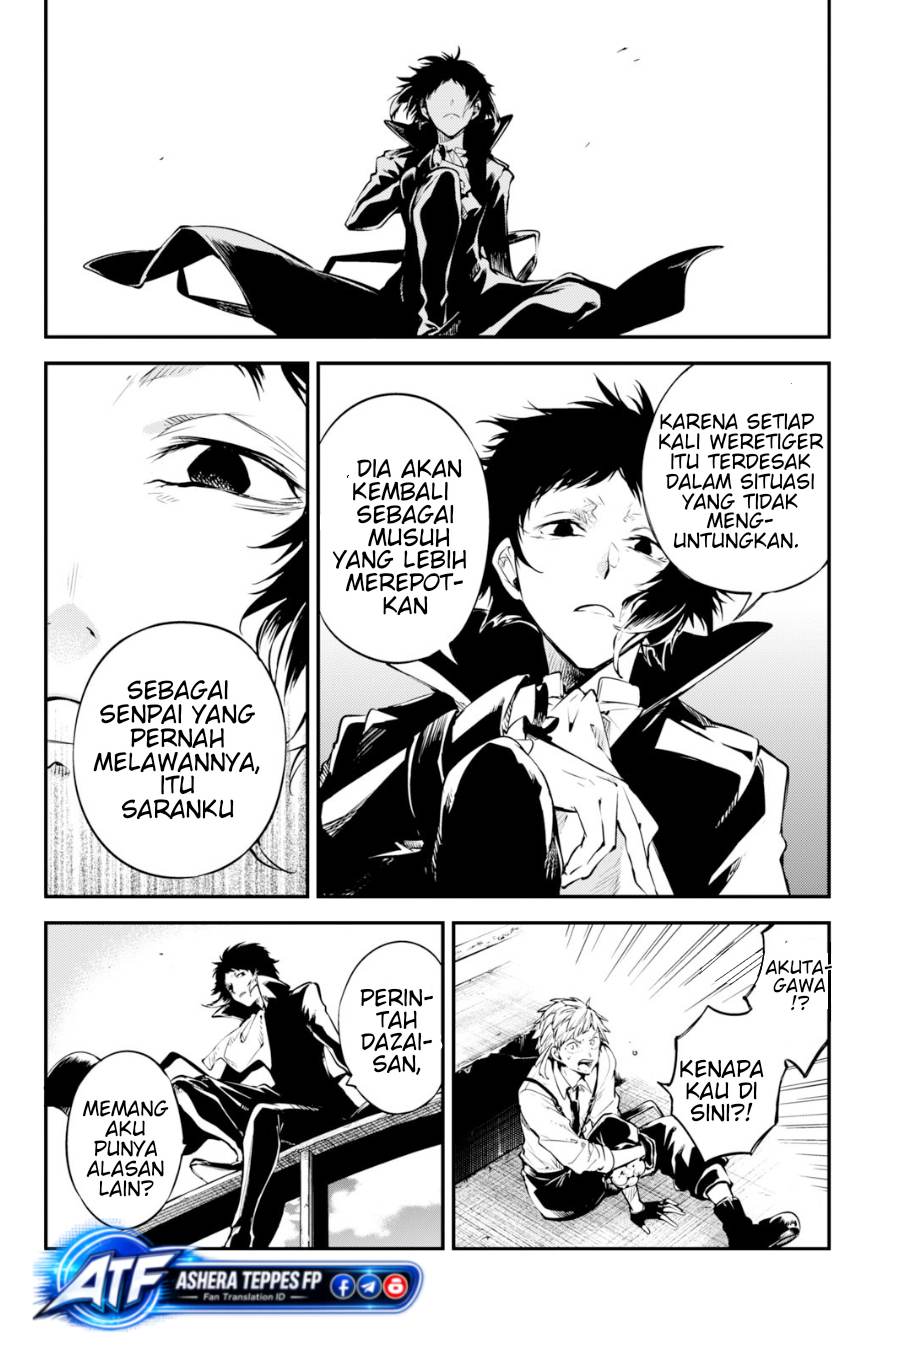 KARENA SETIAP
KALI WERETIGER
ITU TERDESAK
DALAM SITUASI
YANG TIDAK
MENG-
UNTUNGKAN.
DIA AKAN
KEMBALI
SEBAGAI
MUSUH
YANG LEBIH
MEREPOT-
KAN
SEBAGAI
SENPAI YANG
PERNAH
MELAWANNYA,
ITU
SARANKU
AKUTA-
GAWA
!?
KENAPA
KAU DI
SINI?!
PERIN-
TAH
DAZAI-
SAN,
MEMANG
AKU
PUNYA
ALASAN
LAIN?
ATF
ASHERA TEPPES FP
Fan Translation ID